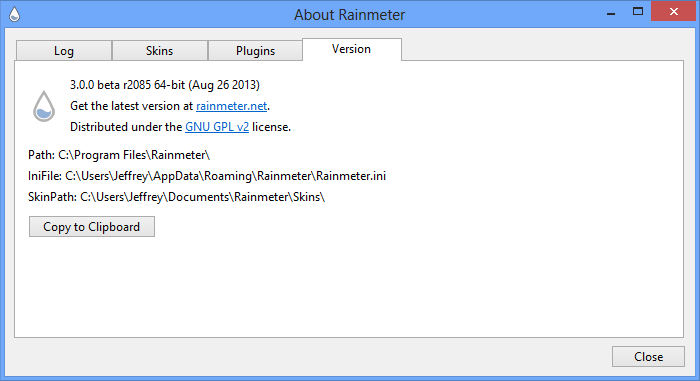 About Rainmeter
Log Skins Plugins Version
3.0.0 beta r2085 64-bit (Aug 26 2013)
Get the latest version at rainmeter.net.
Distributed under the GNU GPL v2 license.
Path: C:\Program Files\Rainmeter\
IniFile: C:\Users\Jeffrey\AppData\Roaming\Rainmeter\Rainmeter.ini
SkinPath: C:\Users\Jeffrey\Documents\Rainmeter\Skins\
Copy to Clipboard
Close